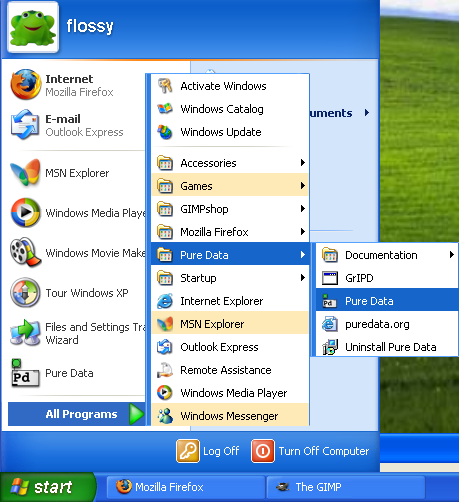 flossy
Internet
Mozilla Firefox
E-mail
Outlook Express
MSN Explorer
Windows Media Playe
Windows Movie Make
Tour Windows XP
Files and Settings Tra
Wizard
Pure Data
All Programs
Activate Windows
Windows Catalog
Windows Update
Accessories
Games
GIMPshop
Mozilla Firefox
Pure Data
Startup
Internet Explorer
MSN Explorer
Outlook Express
Remote Assistance
Windows Media Player
Windows Messenger
uments
Documentation
GrIPD
Pure Data
puredata.org
Uninstall Pure Data
Log Off
Turn Off Computer
start
Mozilla Firefox
The GIMP